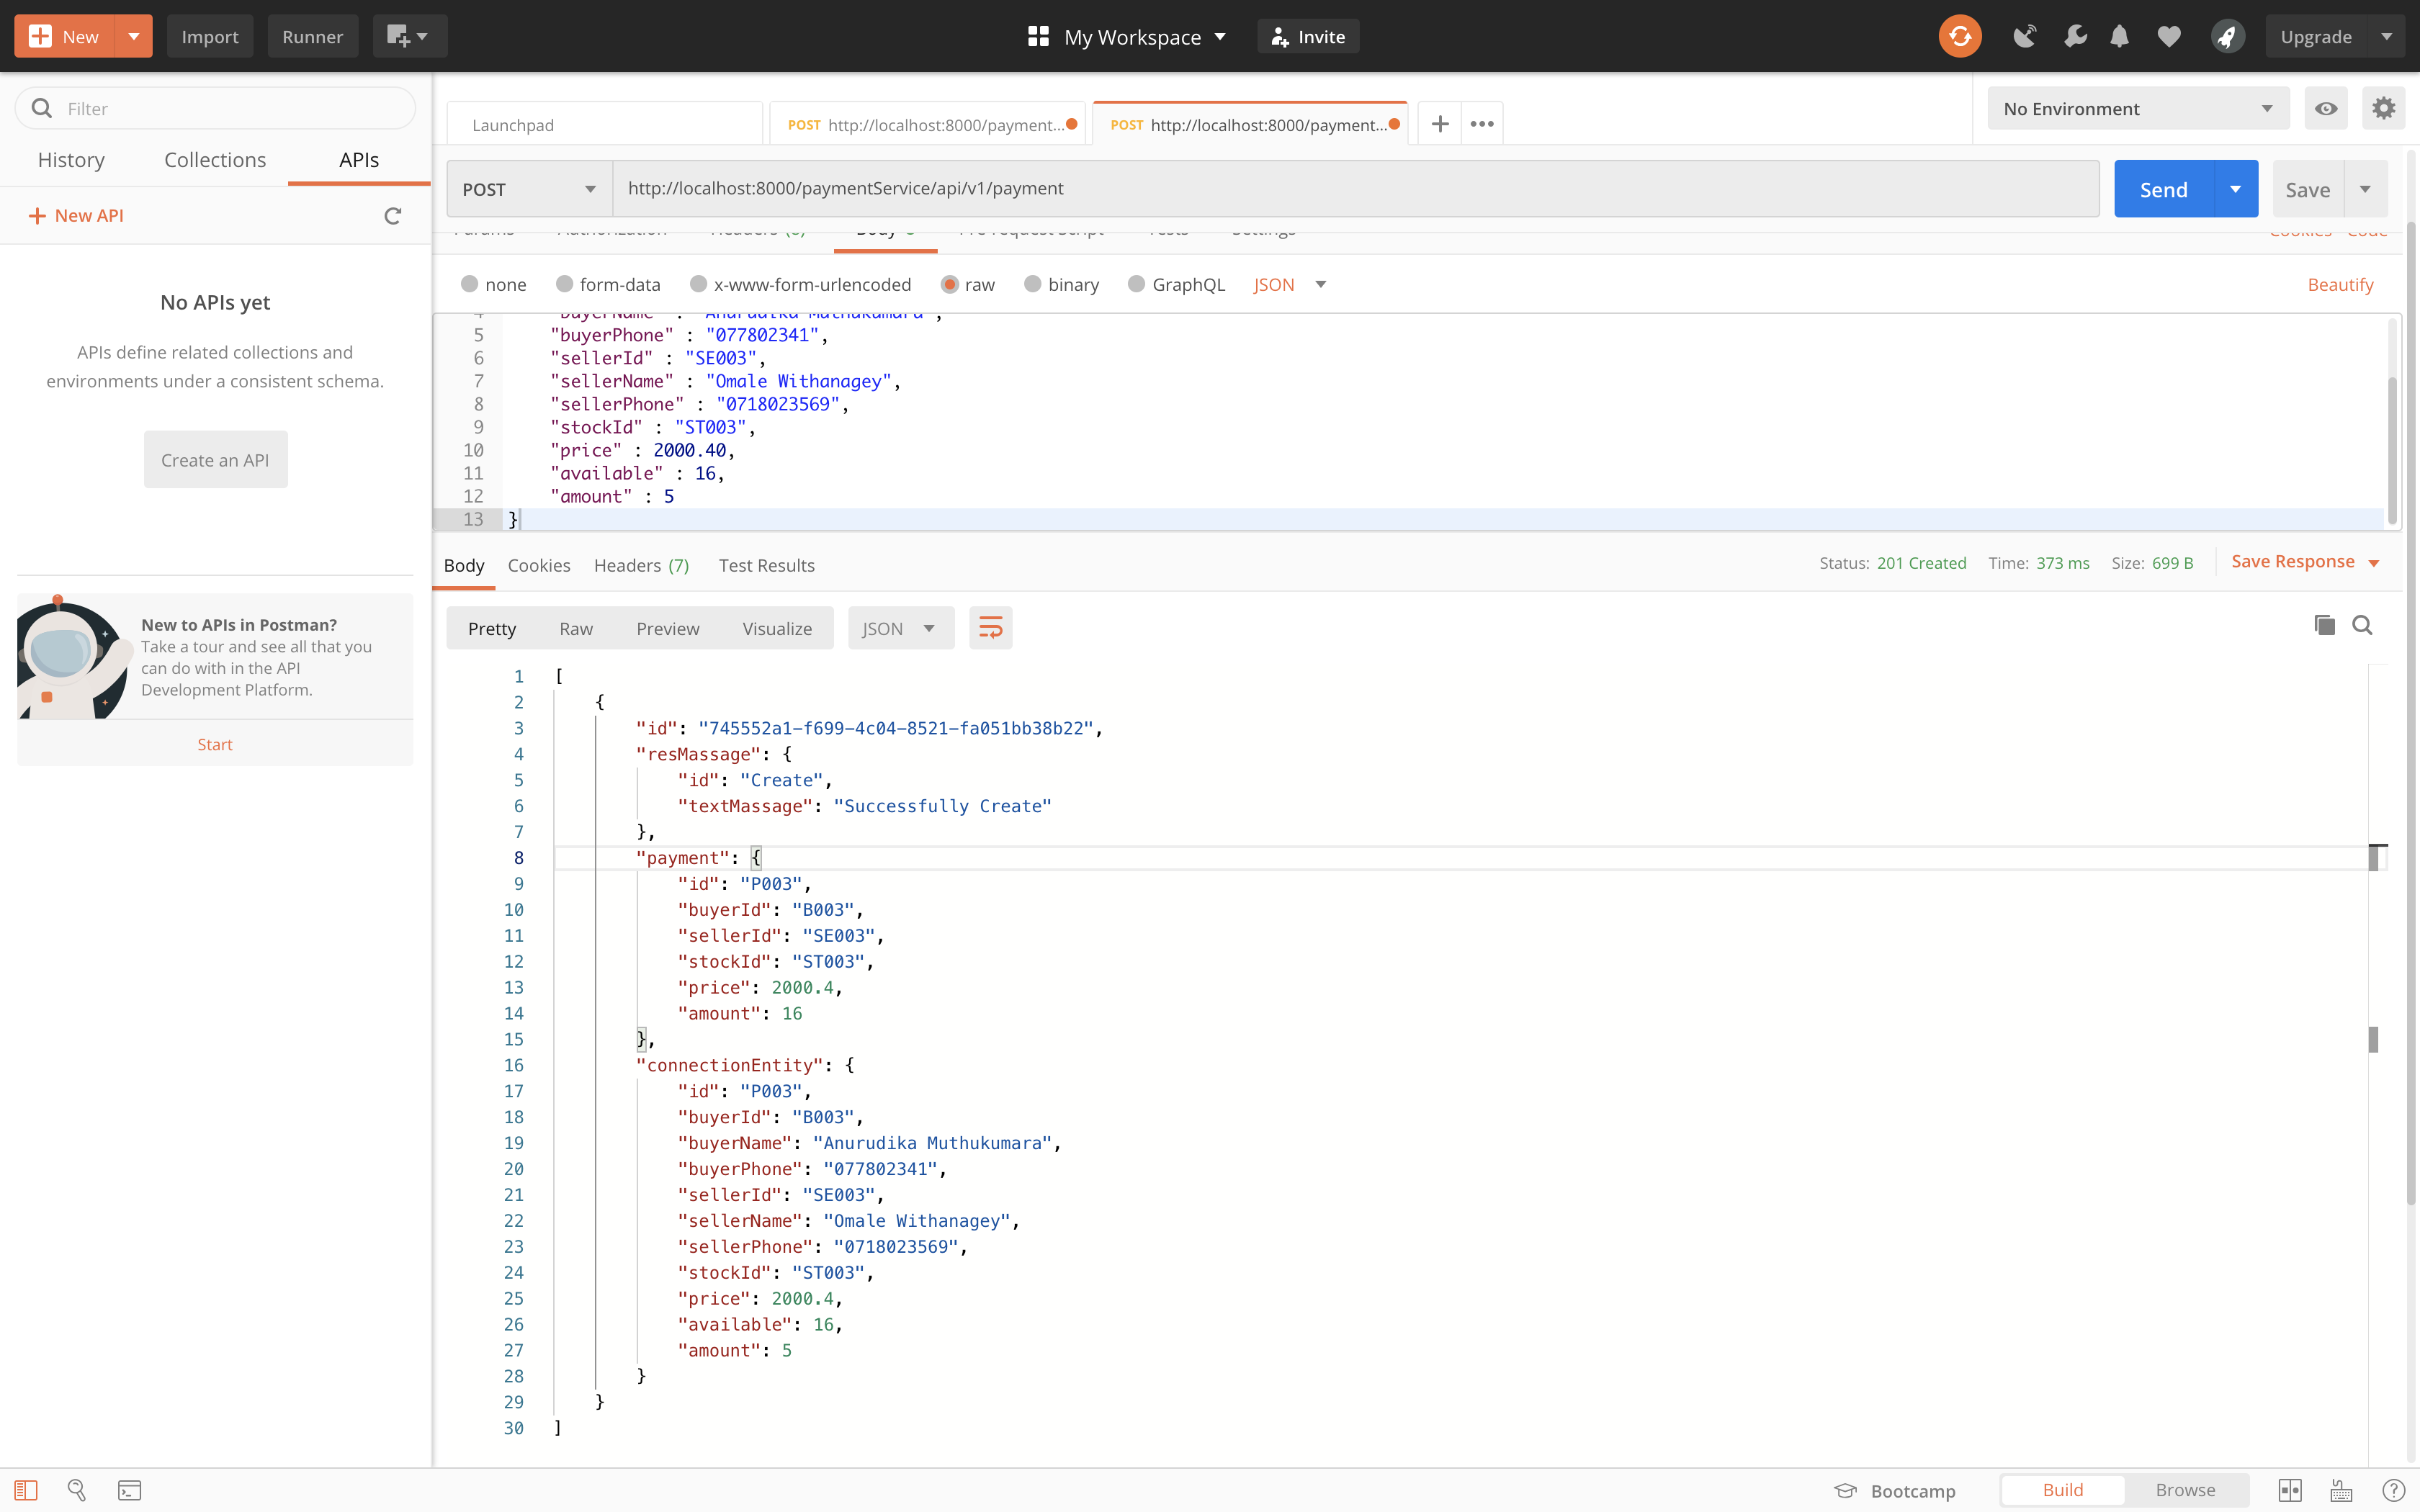 New
Import
Runner
My Workspace
Invite
Upgrade
Filter
History
Collections
APIs
New API
No APIs yet
APIs define related collections and
environments under a consistent schema.
Create an API
New to APIs in Postman?
Take a tour and see all that you
can do with in the API
Development Platform.
Start
Launchpad
POST http://localhost:8000/payment...
POST http://localhost:8000/payment...
No Environment
POST
http://localhost:8000/paymentService/api/v1/payment
Send
Save
none
form-data
x-www-form-urlencoded
raw
binary
GraphQL
JSON
Beautify
4 "buyerName" : "Anurudika Muthukumara",
5 "buyerPhone" : "077802341",
6 "sellerId" : "SE003",
7 "sellerName" : "Omale Withanagey",
8 "sellerPhone" : "0718023569",
9 "stockId" : "ST003",
10 "price" : 2000.40,
11 "available" : 16,
12 "amount" : 5
13 }
Body
Cookies
Headers (7)
Test Results
Status: 201 Created
Time: 373 ms
Size: 699 B
Save Response
Pretty
Raw
Preview
Visualize
JSON
1 [
2 {
3 "id": "745552a1-f699-4c04-8521-fa051bb38b22",
4 "resMassage": {
5 "id": "Create",
6 "textMassage": "Successfully Create"
7 },
8 "payment": {
9 "id": "P003",
10 "buyerId": "B003",
11 "sellerId": "SE003",
12 "stockId": "ST003",
13 "price": 2000.4,
14 "amount": 16
15 },
16 "connectionEntity": {
17 "id": "P003",
18 "buyerId": "B003",
19 "buyerName": "Anurudika Muthukumara",
20 "buyerPhone": "077802341",
21 "sellerId": "SE003",
22 "sellerName": "Omale Withanagey",
23 "sellerPhone": "0718023569",
24 "stockId": "ST003",
25 "price": 2000.4,
26 "available": 16,
27 "amount": 5
28 }
29 }
30 ]
Bootcamp
Build
Browse